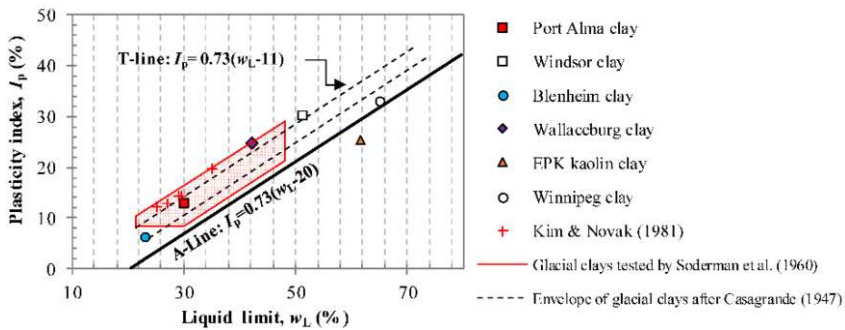 50
40
30
20
10
0
10
30
50
70
Plasticity index, Ip (%)
Liquid limit, wL (%)
T-line: Ip= 0.73(wL-11)
A-Line: Ip=0.73(wL-20)
Port Alma clay
Windsor clay
Blenheim clay
Wallaceburg clay
EPK kaolin clay
Winnipeg clay
Kim & Novak (1981)
Glacial clays tested by Soderman et al. (1960)
Envelope of glacial clays after Casagrande (1947)